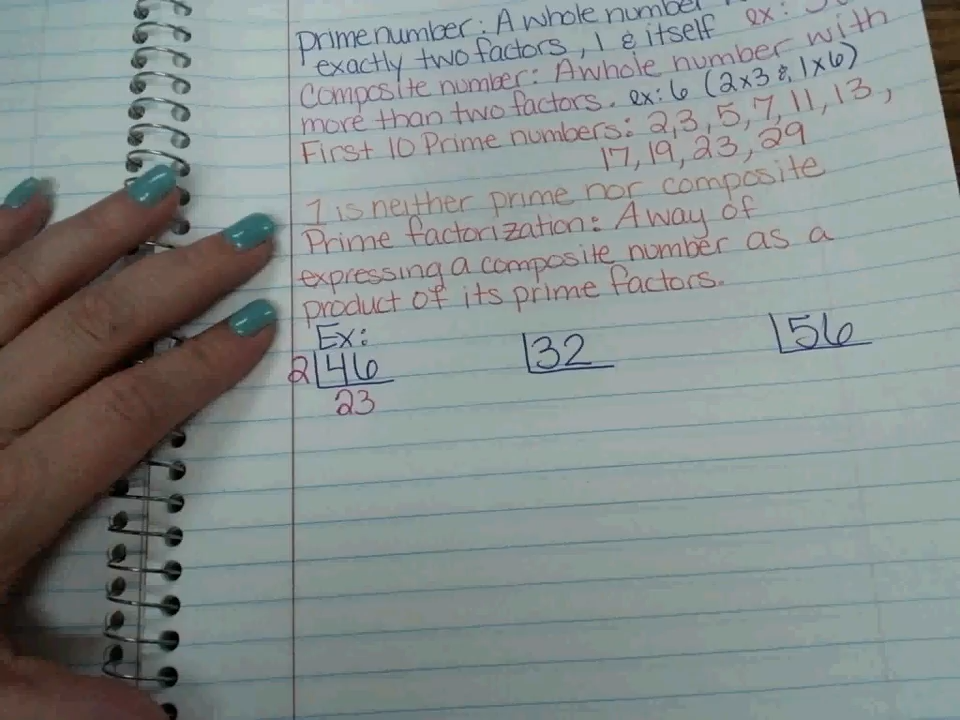 Prime number: A whole number
exactly two factors, 1 & itself ex:
Composite number: A whole number with
more than two factors. ex: 6 (2x3 & 1x6)
First 10 Prime numbers: 2, 3, 5, 7, 11, 13,
17, 19, 23, 29
1 is neither prime nor composite
Prime factorization: A way of
expressing a composite number as a
product of its prime factors.
Ex:
2 46 32 56
23